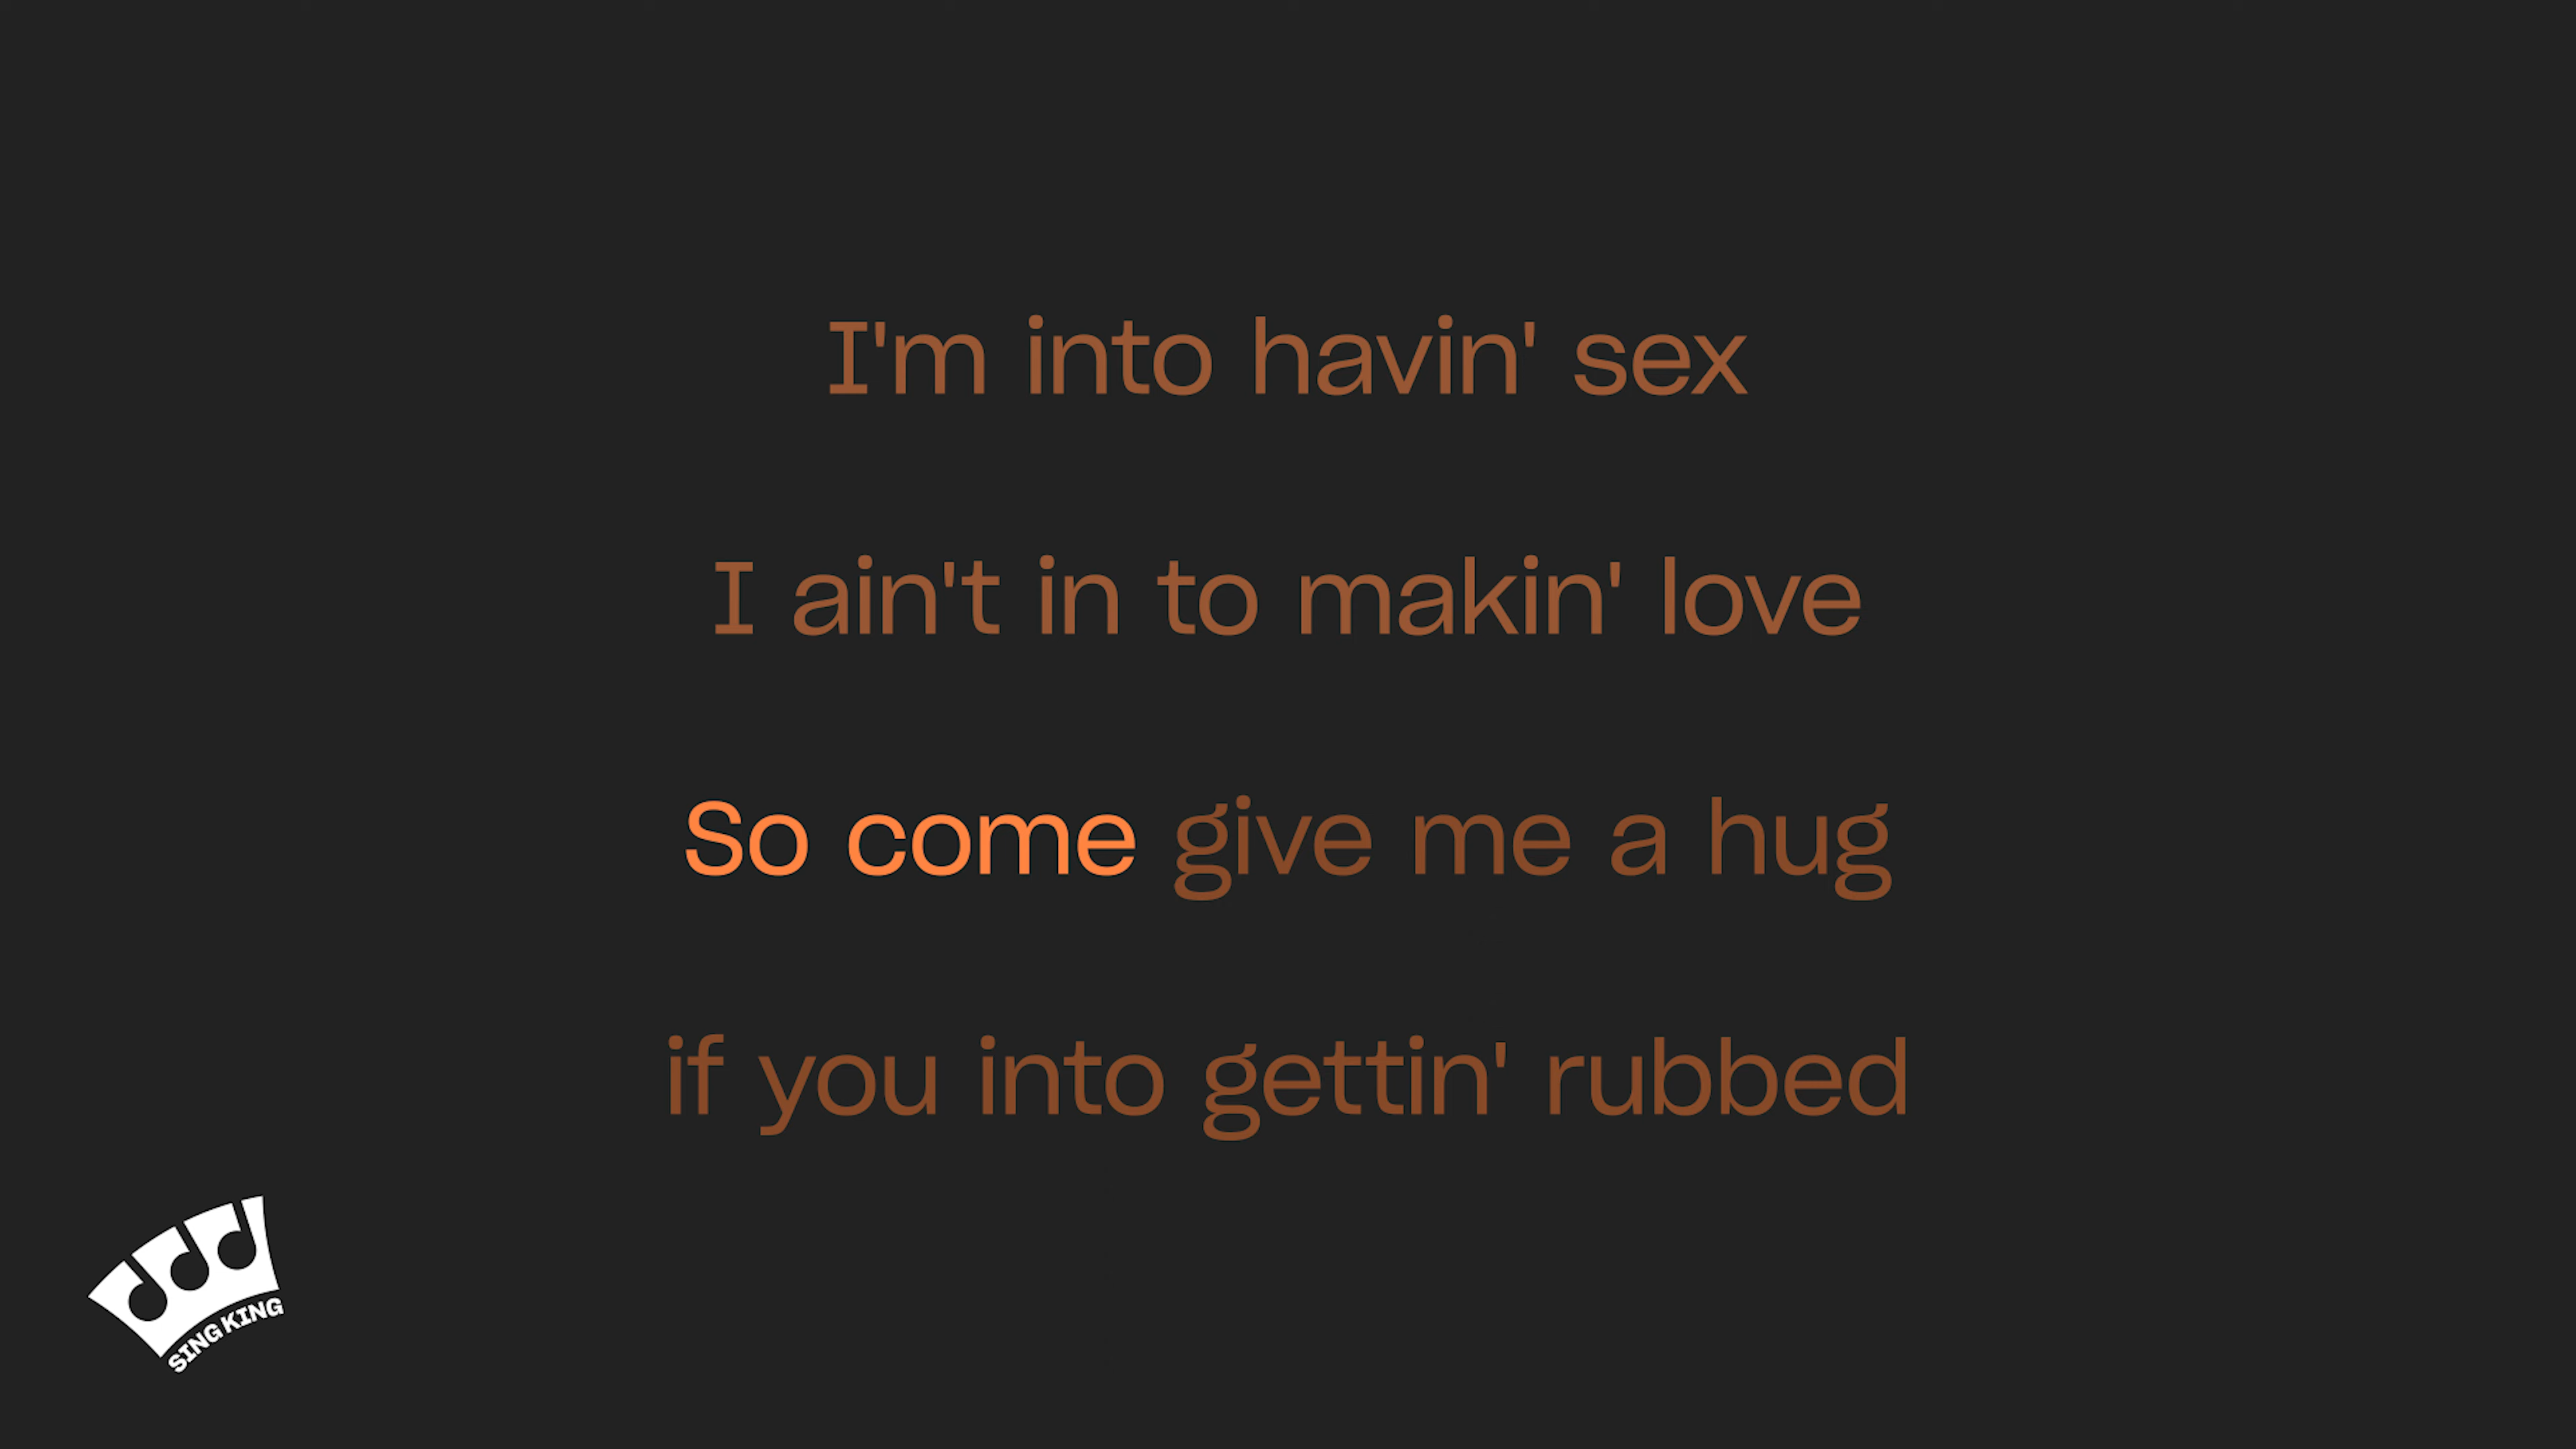 I'm into havin' sex
I ain't in to makin' love
So come give me a hug
if you into gettin' rubbed
SING KING